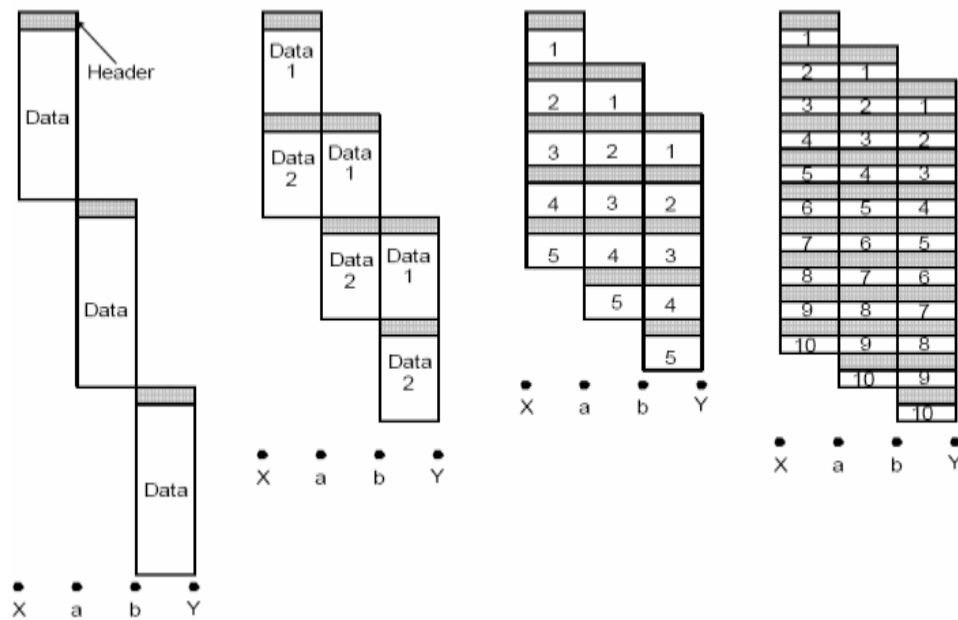 Header
Data
Data
Data
X a b Y
Data
1
Data
2
Data
1
Data
2
Data
1
Data
2
X a b Y
1
2 1
3 2 1
4 3 2
5 4 3
5 4
5
X a b Y
1
2 1
3 2 1
4 3 2
5 4 3
6 5 4
7 6 5
8 7 6
9 8 7
10 9 8
10 9
10
X a b Y